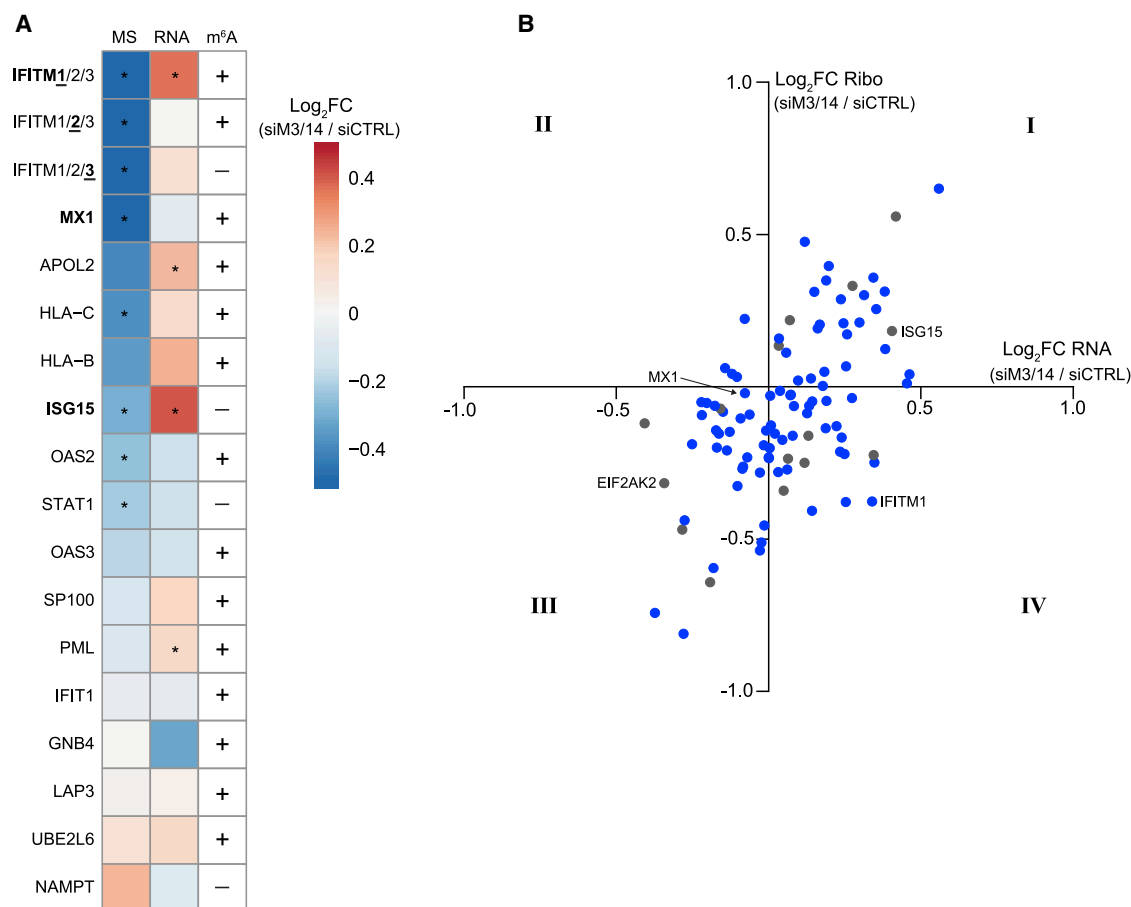 A
MS RNA m⁶A
IFITM1/2/3 * * +
IFITM1/2/3 * +
IFITM1/2/3 * −
MX1 * +
APOL2 * +
HLA−C * +
HLA−B +
ISG15 * * −
OAS2 * +
STAT1 * −
OAS3 +
SP100 +
PML * +
IFIT1 +
GNB4 +
LAP3 +
UBE2L6 +
NAMPT −
Log₂FC
(siM3/14 / siCTRL)
0.4
0.2
0
−0.2
−0.4
B
1.0
Log₂FC Ribo
(siM3/14 / siCTRL)
II
I
0.5
ISG15
Log₂FC RNA
(siM3/14 / siCTRL)
MX1
-1.0
-0.5
0.5
1.0
EIF2AK2
IFITM1
-0.5
III
IV
-1.0